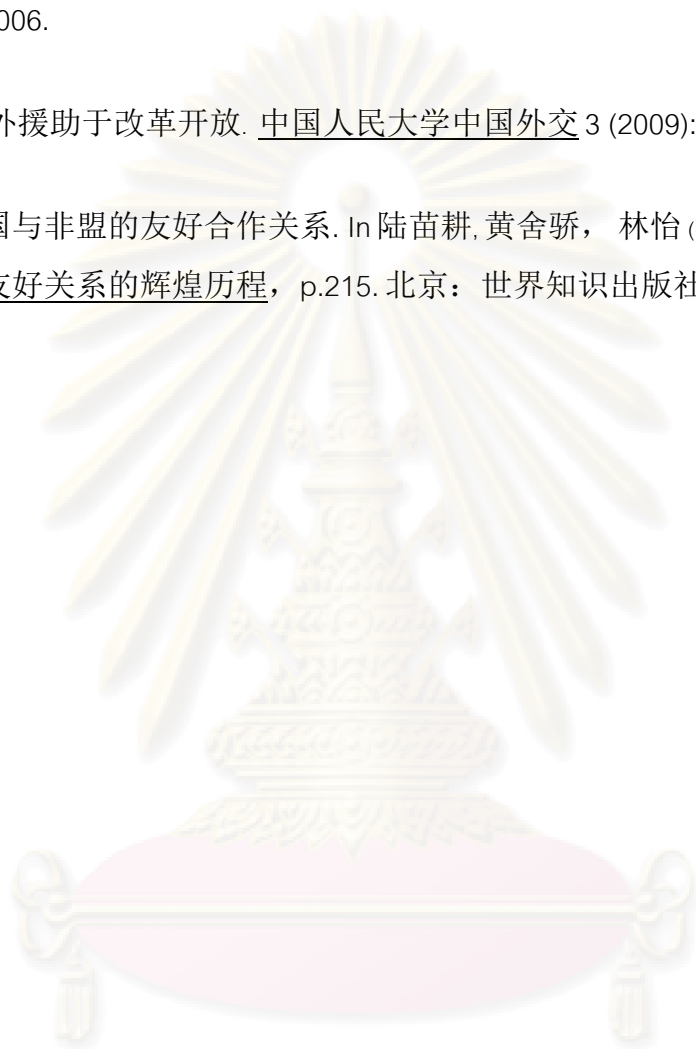 006.
外援助于改革开放. 中国人民大学中国外交 3 (2009):
国与非盟的友好合作关系. In 陆苗耕, 黄舍骄， 林怡 (
友好关系的辉煌历程，p.215. 北京：世界知识出版社